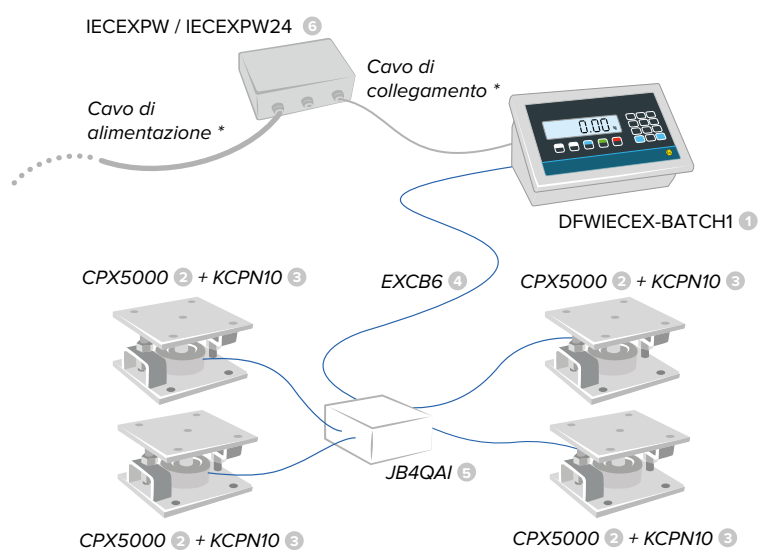 IECEXPW / IECEXPW24 6
Cavo di
collegamento *
Cavo di
alimentazione *
0.00
DFWIECEX-BATCH1 1
CPX5000 2 + KCPN10 3
EXCB6 4
CPX5000 2 + KCPN10 3
JB4QAI 5
CPX5000 2 + KCPN10 3
CPX5000 2 + KCPN10 3